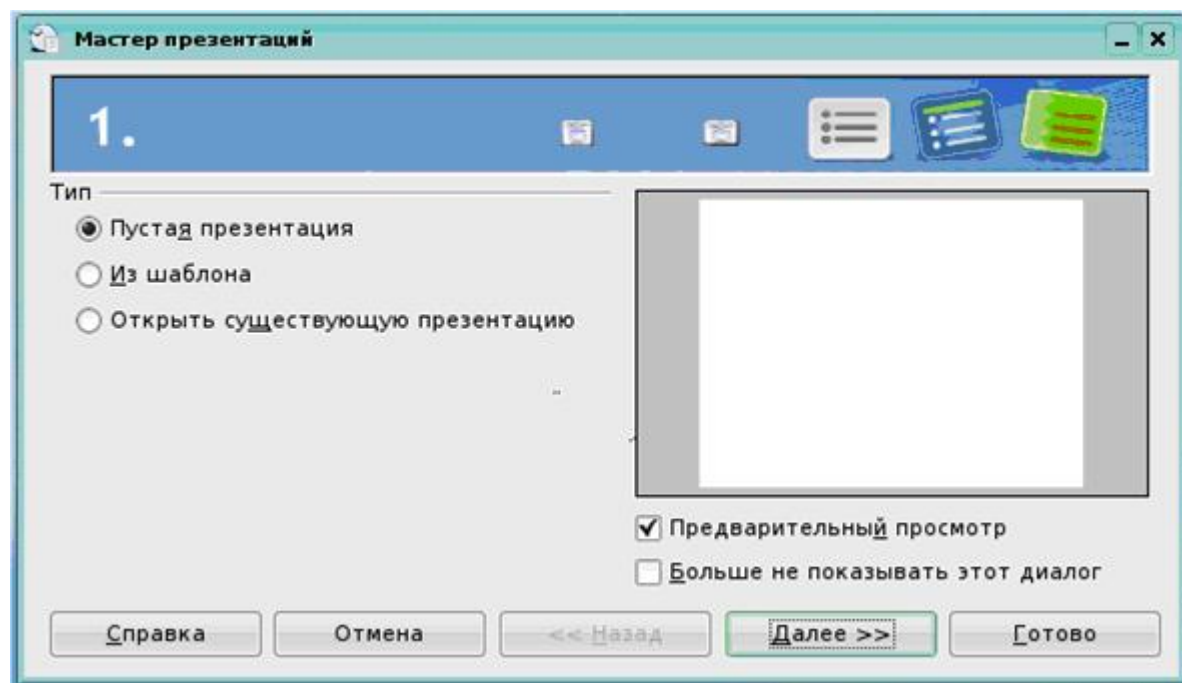 Мастер презентаций
1.
Тип
Пустая презентация
Из шаблона
Открыть существующую презентацию
Предварительный просмотр
Больше не показывать этот диалог
Справка
Отмена
<< Назад
Далее >>
Готово